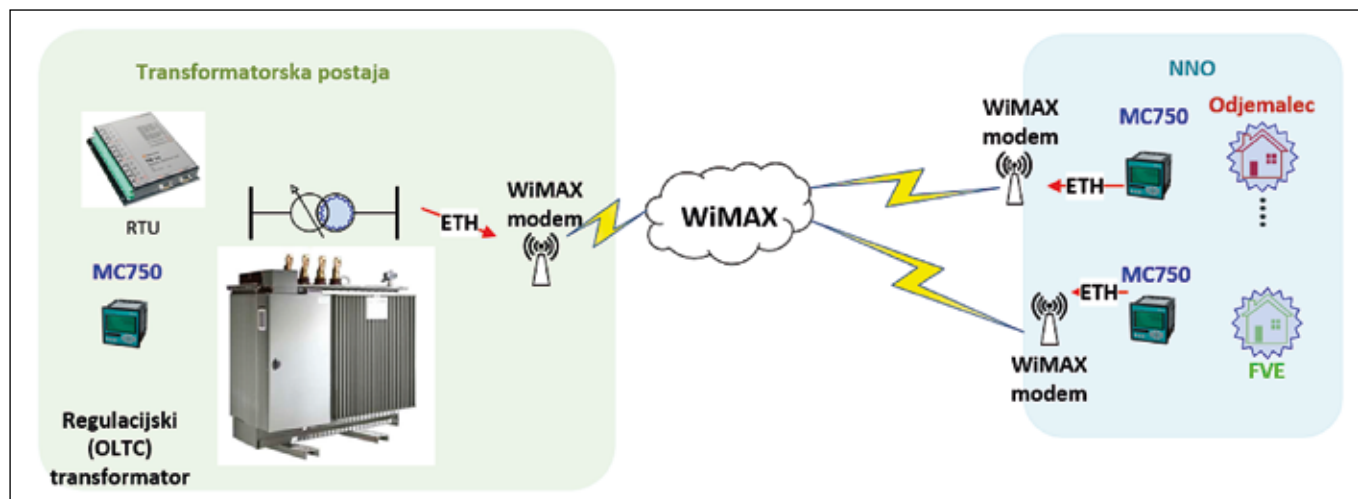 Transformatorska postaja
RTU
MC750
Regulacijski
(OLTC)
transformator
ETH
WiMAX
modem
WiMAX
NNO
WiMAX
modem
ETH
MC750
Odjemalec
WiMAX
modem
ETH
MC750
FVE